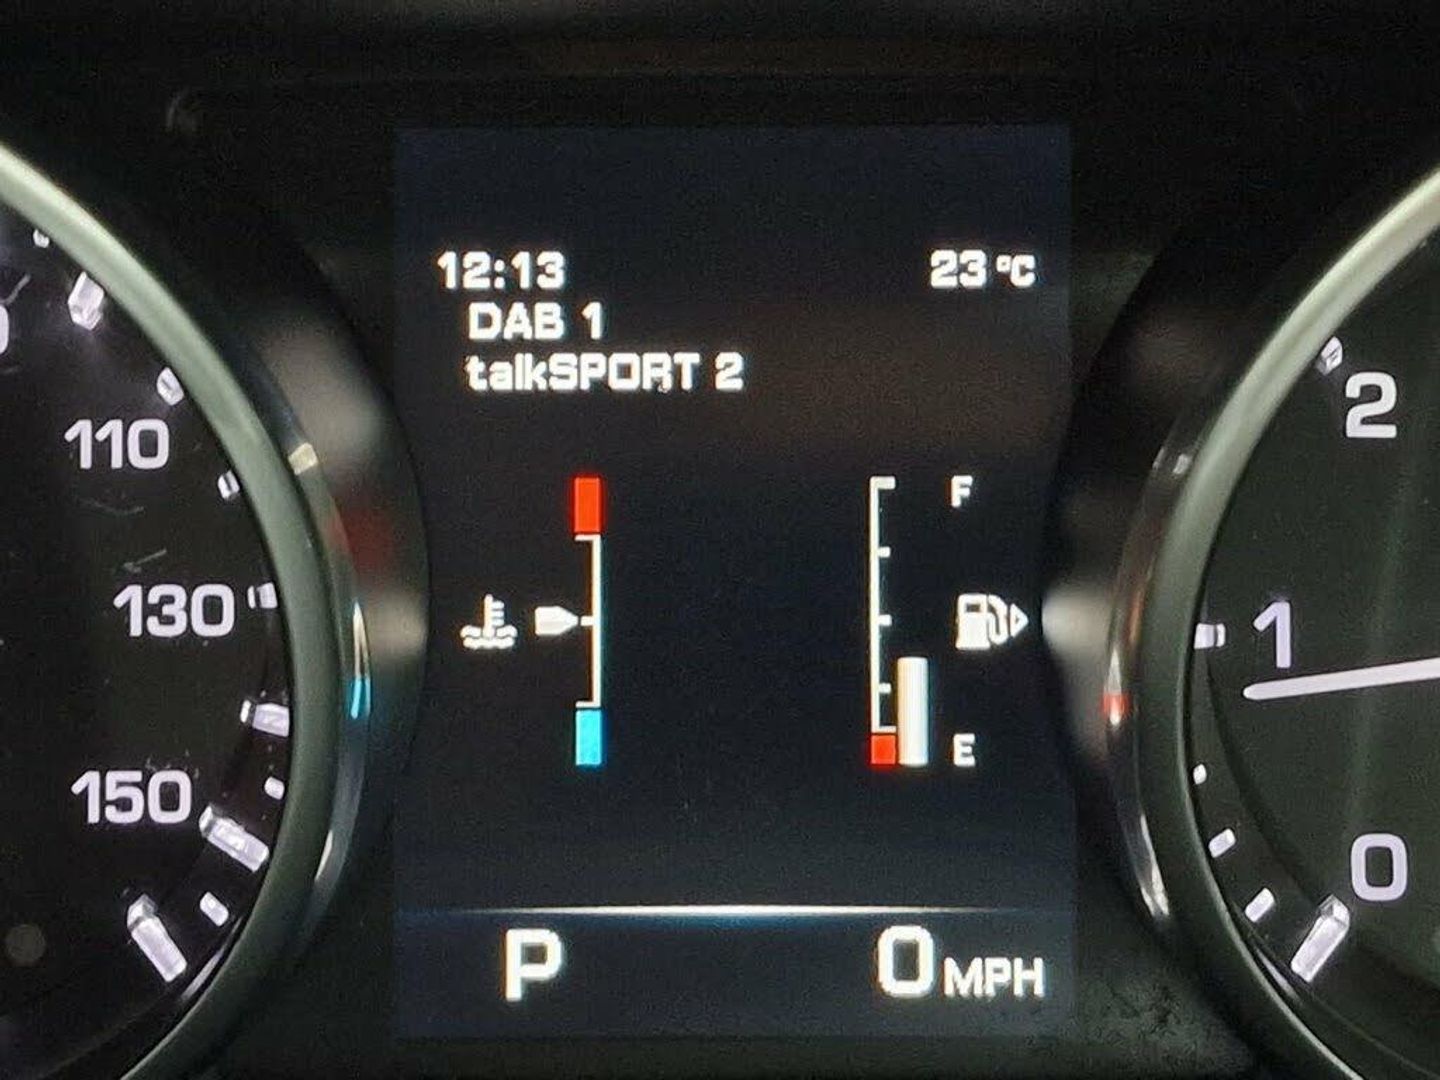 12:13 23 °C
DAB 1
talkSPORT 2
F
E
P 0 MPH
110
130
150
2
1
0